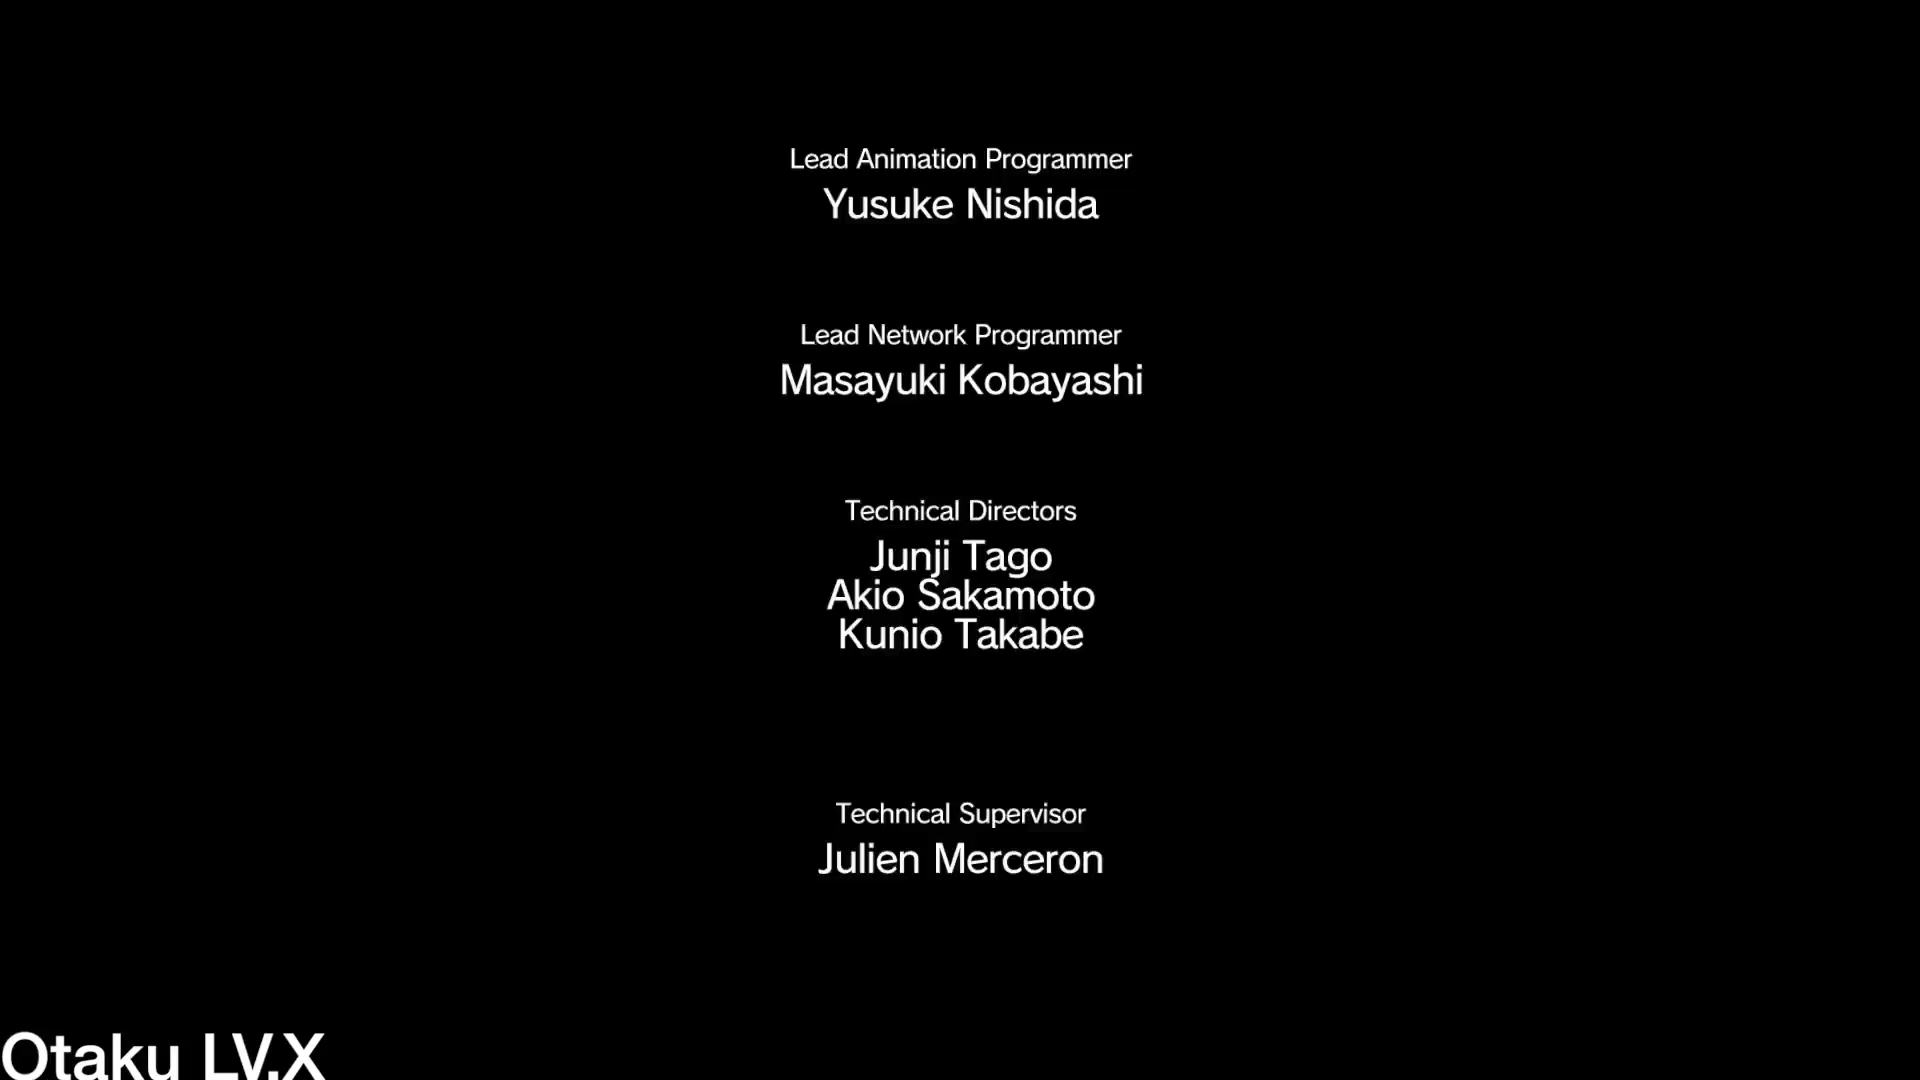 Lead Animation Programmer
Yusuke Nishida
Lead Network Programmer
Masayuki Kobayashi
Technical Directors
Junji Tago
Akio Sakamoto
Kunio Takabe
Technical Supervisor
Julien Merceron
Otaku LV.X